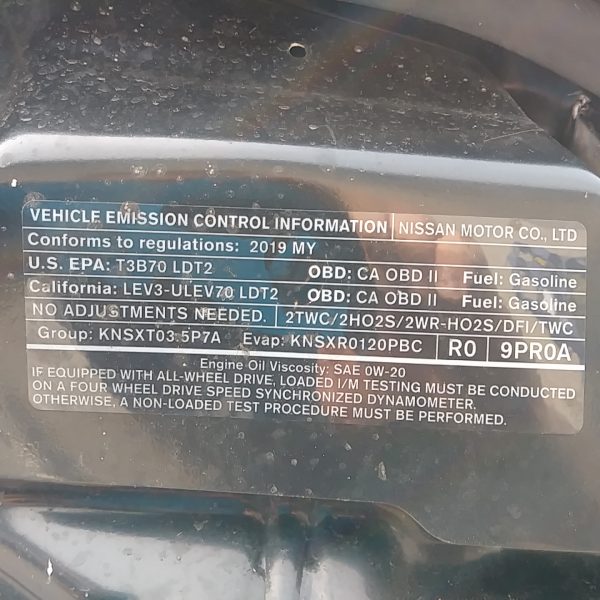 VEHICLE EMISSION CONTROL INFORMATION NISSAN MOTOR CO., LTD
Conforms to regulations: 2019 MY
U.S. EPA: T3B70 LDT2 OBD: CA OBD II Fuel: Gasoline
California: LEV3-ULEV70 LDT2 OBD: CA OBD II Fuel: Gasoline
NO ADJUSTMENTS NEEDED. 2TWC/2HO2S/2WR-HO2S/DFI/TWC
Group: KNSXT03.5P7A Evap: KNSXR0120PBC R0 9PR0A
Engine Oil Viscosity: SAE 0W-20
IF EQUIPPED WITH ALL-WHEEL DRIVE, LOADED I/M TESTING MUST BE CONDUCTED
ON A FOUR WHEEL DRIVE SPEED SYNCHRONIZED DYNAMOMETER.
OTHERWISE, A NON-LOADED TEST PROCEDURE MUST BE PERFORMED.